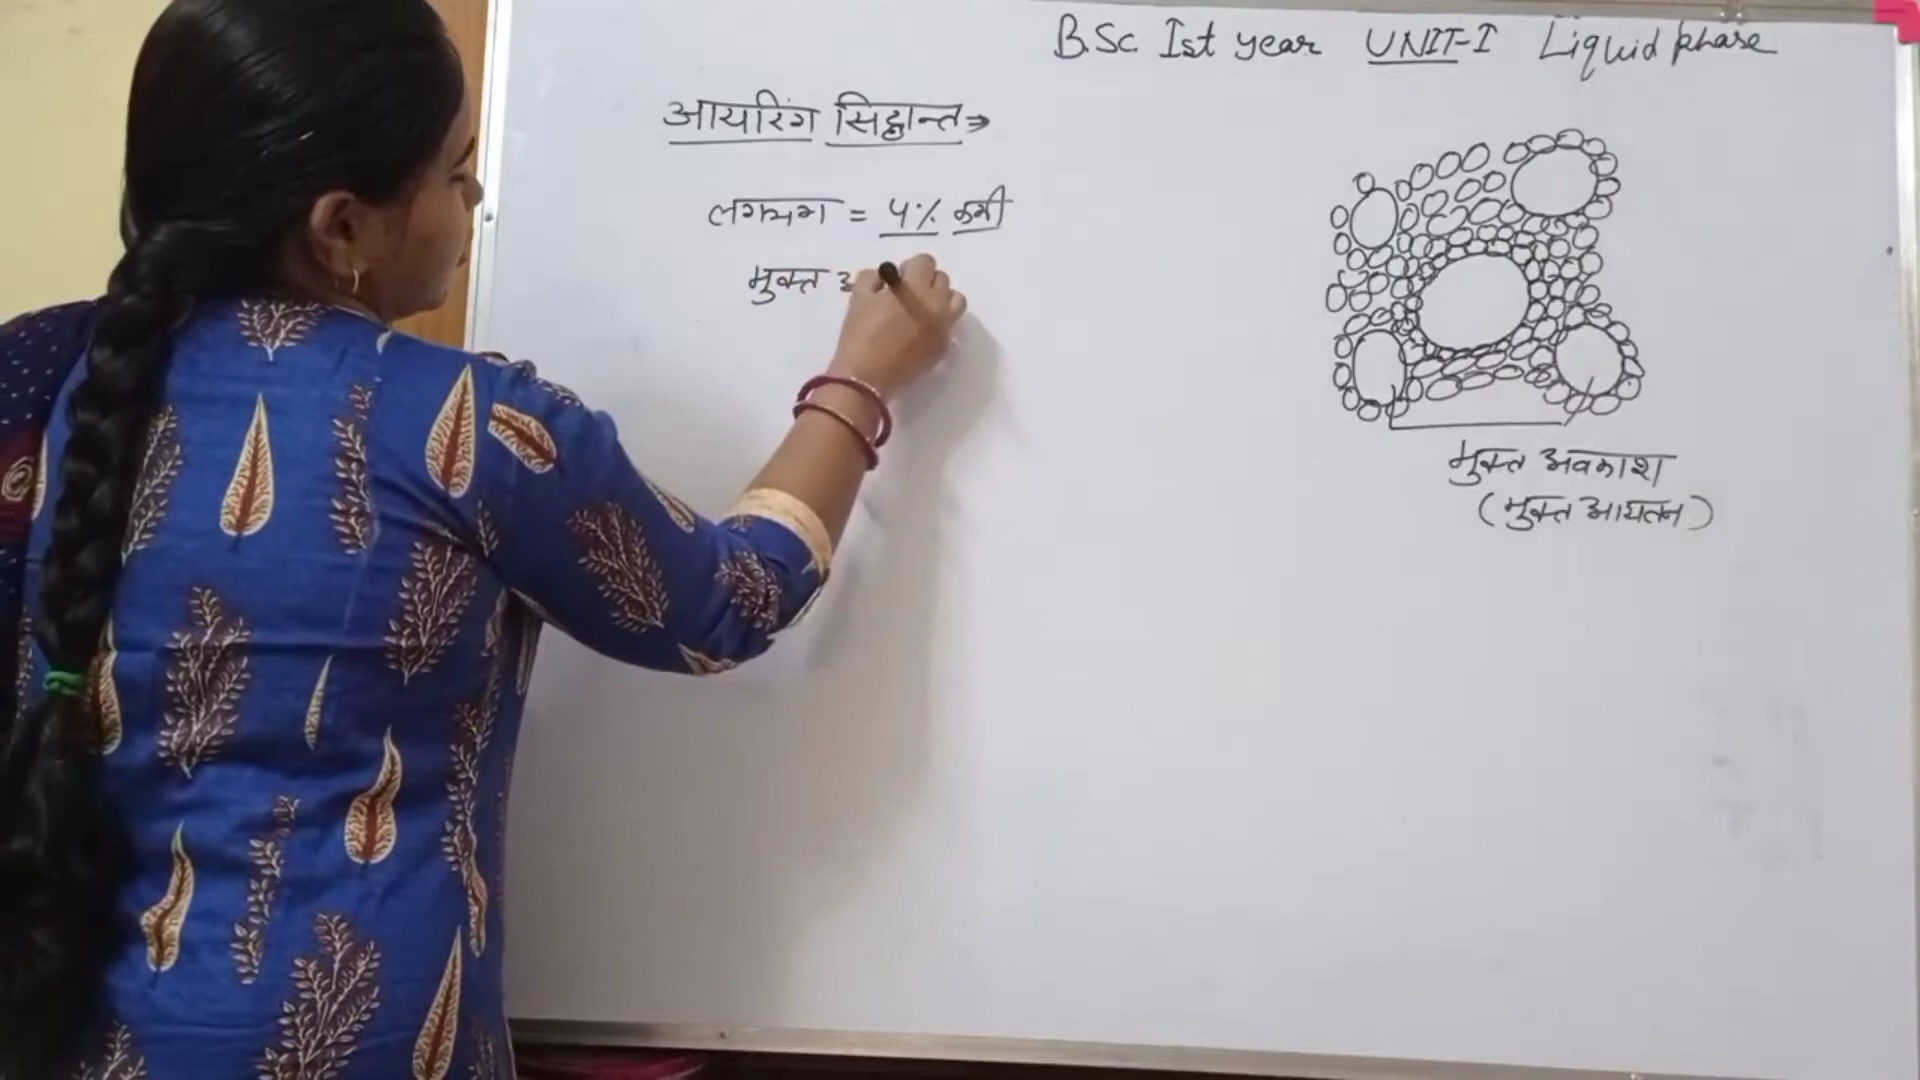 B.Sc. Ist year UNIT-I Liquid phase
आयरिंग सिद्धान्त⇒
लगभग = 4% कमी
मुक्त
मुक्त अवकाश
(मुक्त आयतन)